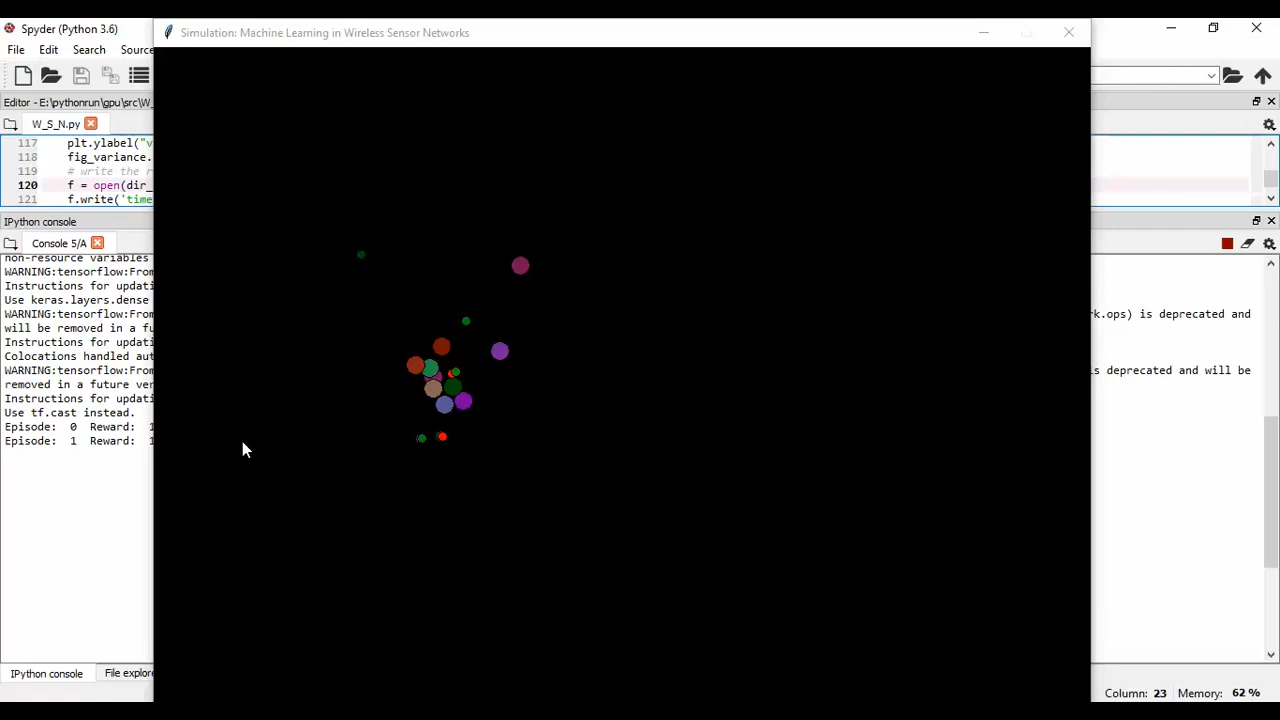 Spyder (Python 3.6)
Simulation: Machine Learning in Wireless Sensor Networks
File Edit Search Source
Editor - E:\pythonrun\gpu\src\W_
W_S_N.py
117 plt.ylabel("v
118 fig_variance.
119 # write the r
120 f = open(dir_
121 f.write('time
IPython console
Console 5/A
non-resource variables
WARNING:tensorflow:From
Instructions for updati
Use keras.layers.dense
WARNING:tensorflow:From rk.ops) is deprecated and
will be removed in a fu
Instructions for updati
Colocations handled aut
WARNING:tensorflow:From s deprecated and will be
removed in a future ver
Instructions for updati
Use tf.cast instead.
Episode: 0 Reward: 1
Episode: 1 Reward: 1
IPython console File explore
Column: 23 Memory: 62 %